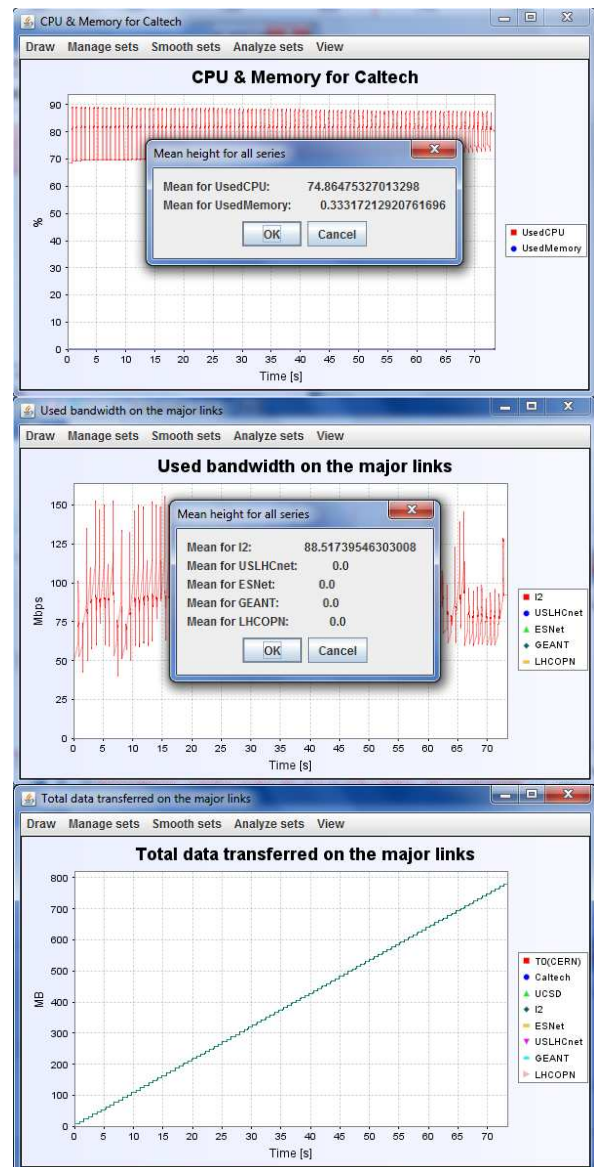 CPU & Memory for Caltech
Draw Manage sets Smooth sets Analyze sets View
CPU & Memory for Caltech
90
80
70
60
50
40
30
20
10
0
%
0 5 10 15 20 25 30 35 40 45 50 55 60 65 70
Time [s]
Mean height for all series
Mean for UsedCPU: 74.86475327013298
Mean for UsedMemory: 0.33317212920761696
OK Cancel
UsedCPU
UsedMemory
Used bandwidth on the major links
Draw Manage sets Smooth sets Analyze sets View
Used bandwidth on the major links
150
125
100
75
50
25
0
Mbps
0 5 10 15 20 25 30 35 40 45 50 55 60 65 70
Time [s]
Mean height for all series
Mean for I2: 88.51739546303008
Mean for USLHCnet: 0.0
Mean for ESNet: 0.0
Mean for GEANT: 0.0
Mean for LHCOPN: 0.0
OK Cancel
I2
USLHCnet
ESNet
GEANT
LHCOPN
Total data transferred on the major links
Draw Manage sets Smooth sets Analyze sets View
Total data transferred on the major links
800
700
600
500
400
300
200
100
0
MB
0 5 10 15 20 25 30 35 40 45 50 55 60 65 70
Time [s]
T0(CERN)
Caltech
UCSD
I2
ESNet
USLHCnet
GEANT
LHCOPN